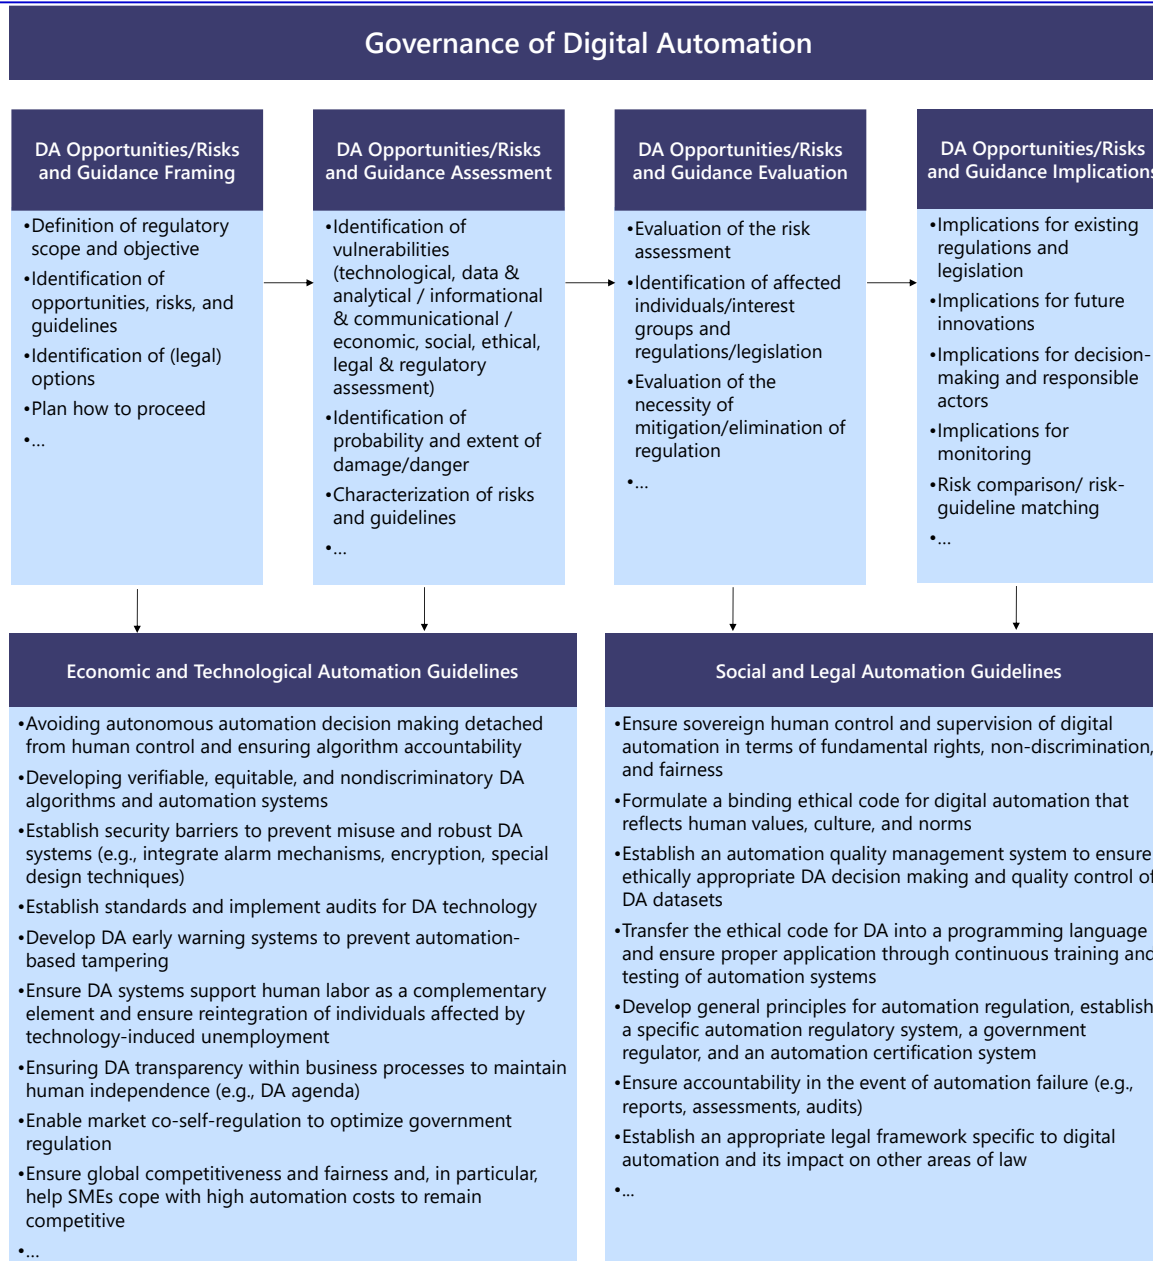 Governance of Digital Automation
DA Opportunities/Risks
and Guidance Framing
•Definition of regulatory
scope and objective
•Identification of
opportunities, risks, and
guidelines
•Identification of (legal)
options
•Plan how to proceed
•...
DA Opportunities/Risks
and Guidance Assessment
•Identification of
vulnerabilities
(technological, data &
analytical / informational
& communicational /
economic, social, ethical,
legal & regulatory
assessment)
•Identification of
probability and extent of
damage/danger
•Characterization of risks
and guidelines
•...
DA Opportunities/Risks
and Guidance Evaluation
•Evaluation of the risk
assessment
•Identification of affected
individuals/interest
groups and
regulations/legislation
•Evaluation of the
necessity of
mitigation/elimination of
regulation
•...
DA Opportunities/Risks
and Guidance Implications
•Implications for existing
regulations and
legislation
•Implications for future
innovations
•Implications for decision-
making and responsible
actors
•Implications for
monitoring
•Risk comparison/ risk-
guideline matching
•...
Economic and Technological Automation Guidelines
•Avoiding autonomous automation decision making detached
from human control and ensuring algorithm accountability
•Developing verifiable, equitable, and nondiscriminatory DA
algorithms and automation systems
•Establish security barriers to prevent misuse and robust DA
systems (e.g., integrate alarm mechanisms, encryption, special
design techniques)
•Establish standards and implement audits for DA technology
•Develop DA early warning systems to prevent automation-
based tampering
•Ensure DA systems support human labor as a complementary
element and ensure reintegration of individuals affected by
technology-induced unemployment
•Ensuring DA transparency within business processes to maintain
human independence (e.g., DA agenda)
•Enable market co-self-regulation to optimize government
regulation
•Ensure global competitiveness and fairness and, in particular,
help SMEs cope with high automation costs to remain
competitive
•...
Social and Legal Automation Guidelines
•Ensure sovereign human control and supervision of digital
automation in terms of fundamental rights, non-discrimination,
and fairness
•Formulate a binding ethical code for digital automation that
reflects human values, culture, and norms
•Establish an automation quality management system to ensure
ethically appropriate DA decision making and quality control of
DA datasets
•Transfer the ethical code for DA into a programming language
and ensure proper application through continuous training and
testing of automation systems
•Develop general principles for automation regulation, establish
a specific automation regulatory system, a government
regulator, and an automation certification system
•Ensure accountability in the event of automation failure (e.g.,
reports, assessments, audits)
•Establish an appropriate legal framework specific to digital
automation and its impact on other areas of law
•...